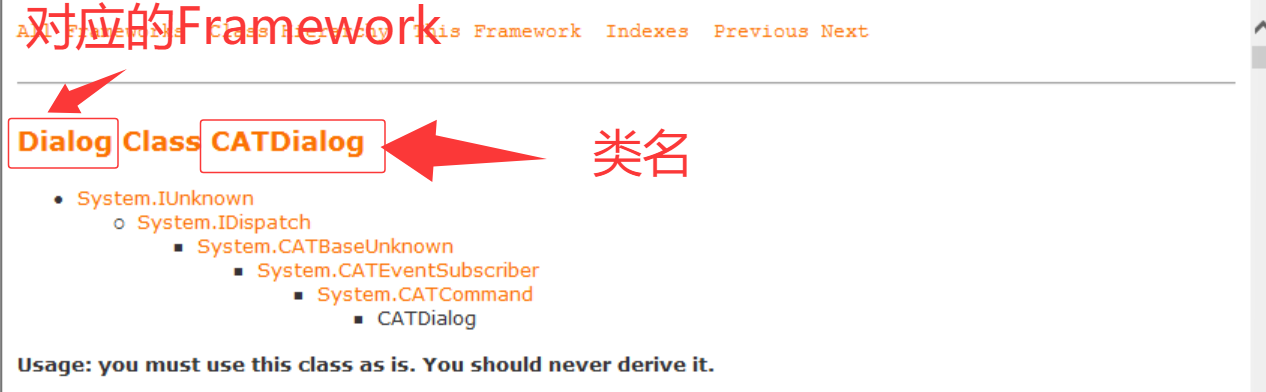 对应的Framework
All Frameworks Class Hierarchy This Framework Indexes Previous Next
Dialog Class CATDialog
类名
System.IUnknown
System.IDispatch
System.CATBaseUnknown
System.CATEventSubscriber
System.CATCommand
CATDialog
Usage: you must use this class as is. You should never derive it.